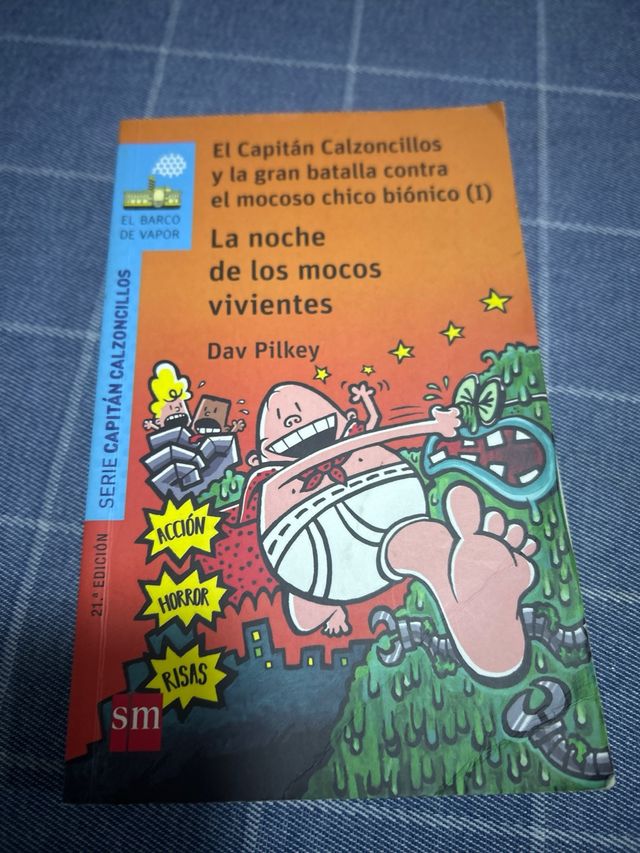 El Capitán Calzoncillos
y la gran batalla contra
el mocoso chico biónico (I)
La noche
de los mocos
vivientes
Dav Pilkey
EL BARCO
DE VAPOR
SERIE CAPITÁN CALZONCILLOS
21.ª EDICIÓN
ACCIÓN
HORROR
RISAS
sm